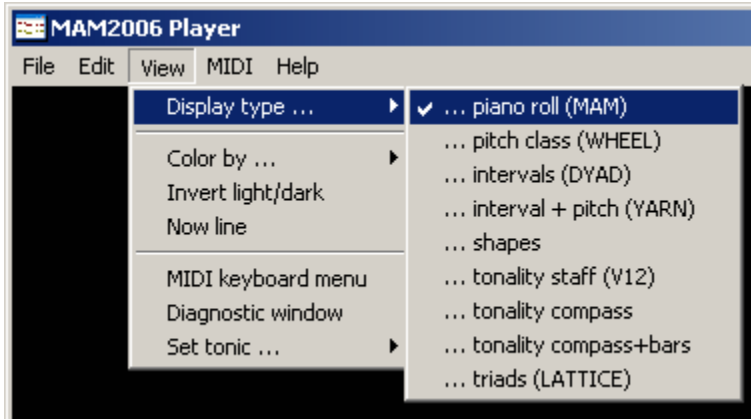 MAM2006 Player
File Edit View MIDI Help
Display type ...
Color by ...
Invert light/dark
Now line
MIDI keyboard menu
Diagnostic window
Set tonic ...
... piano roll (MAM)
... pitch class (WHEEL)
... intervals (DYAD)
... interval + pitch (YARN)
... shapes
... tonality staff (V12)
... tonality compass
... tonality compass+bars
... triads (LATTICE)